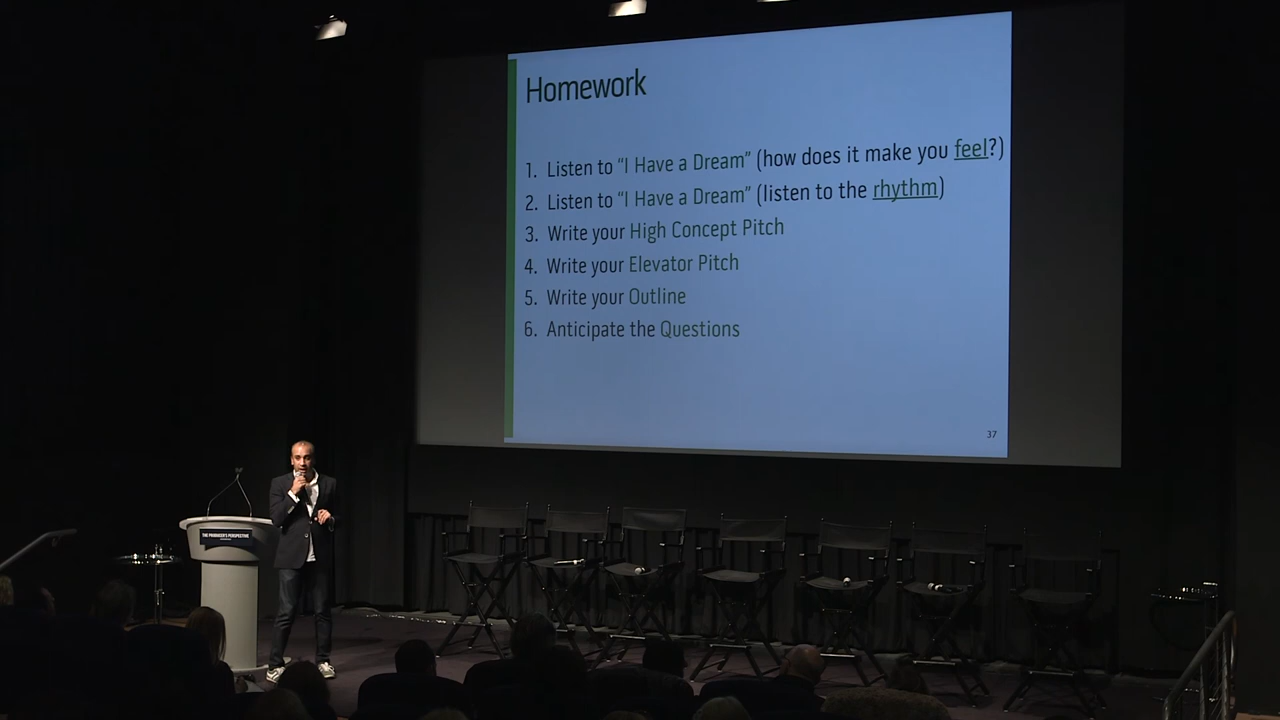 Homework
1. Listen to “I Have a Dream” (how does it make you feel?)
2. Listen to “I Have a Dream” (listen to the rhythm)
3. Write your High Concept Pitch
4. Write your Elevator Pitch
5. Write your Outline
6. Anticipate the Questions
37
THE PRODUCER'S PERSPECTIVE